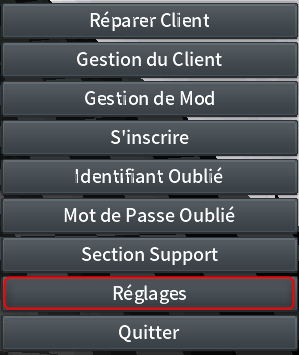 Réparer Client
Gestion du Client
Gestion de Mod
S'inscrire
Identifiant Oublié
Mot de Passe Oublié
Section Support
Réglages
Quitter